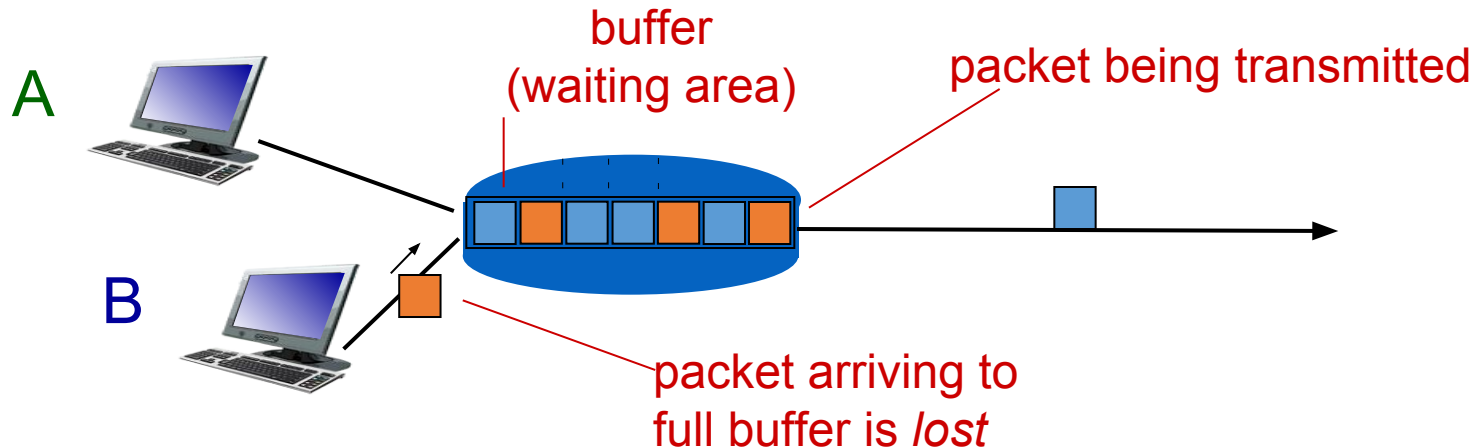 buffer
(waiting area)
packet being transmitted
A
B
packet arriving to
full buffer is lost